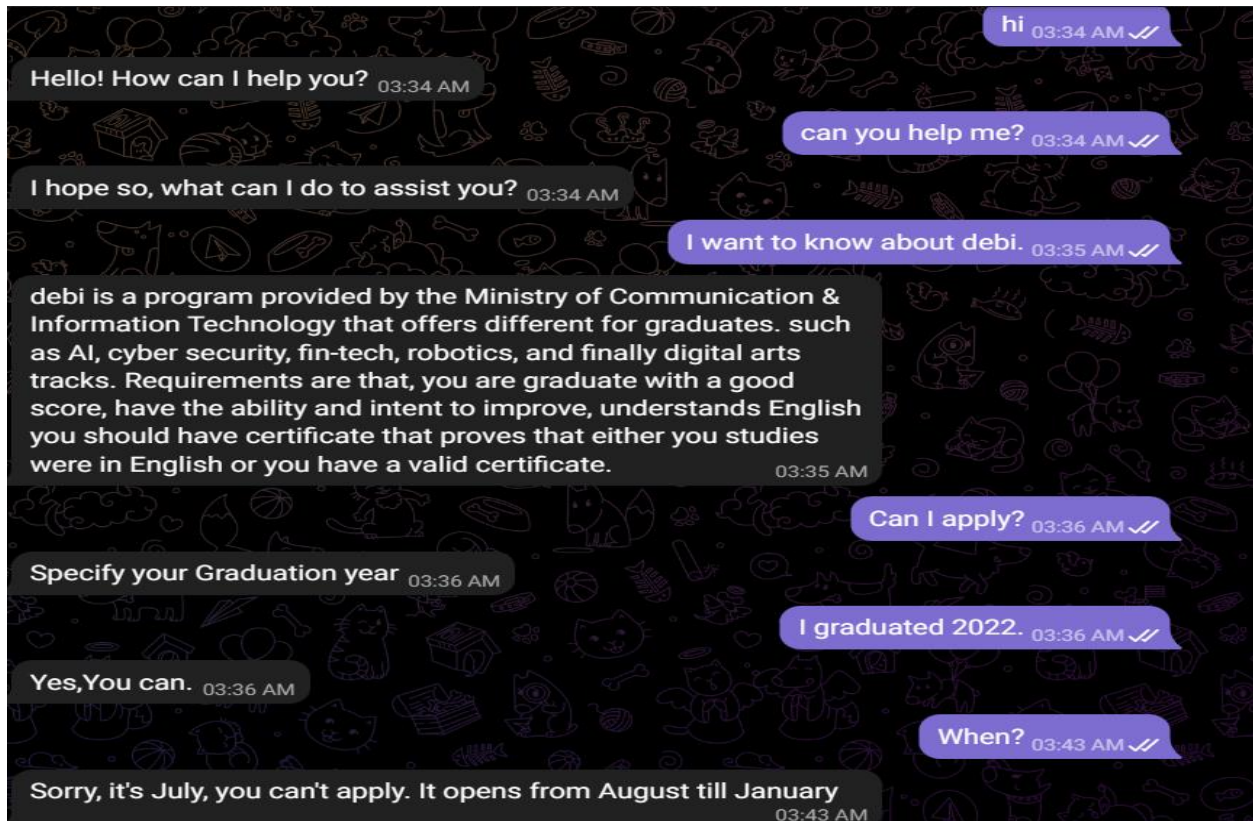 hi 03:34 AM
Hello! How can I help you? 03:34 AM
can you help me? 03:34 AM
I hope so, what can I do to assist you? 03:34 AM
I want to know about debi. 03:35 AM
debi is a program provided by the Ministry of Communication &
Information Technology that offers different for graduates. such
as AI, cyber security, fin-tech, robotics, and finally digital arts
tracks. Requirements are that, you are graduate with a good
score, have the ability and intent to improve, understands English
you should have certificate that proves that either you studies
were in English or you have a valid certificate. 03:35 AM
Can I apply? 03:36 AM
Specify your Graduation year 03:36 AM
I graduated 2022. 03:36 AM
Yes,You can. 03:36 AM
When? 03:43 AM
Sorry, it's July, you can't apply. It opens from August till January
03:43 AM